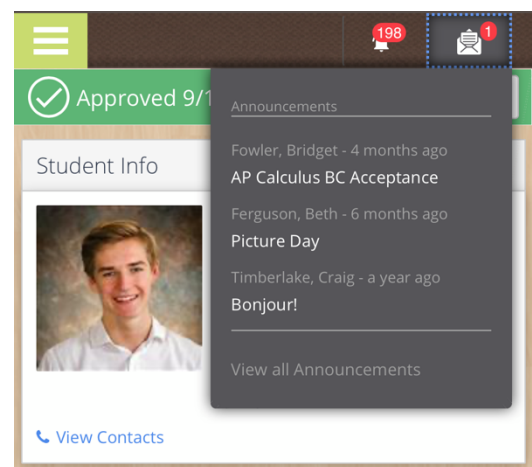 198
1
Approved 9/1
Announcements
Student Info
Fowler, Bridget - 4 months ago
AP Calculus BC Acceptance
Ferguson, Beth - 6 months ago
Picture Day
Timberlake, Craig - a year ago
Bonjour!
View all Announcements
View Contacts